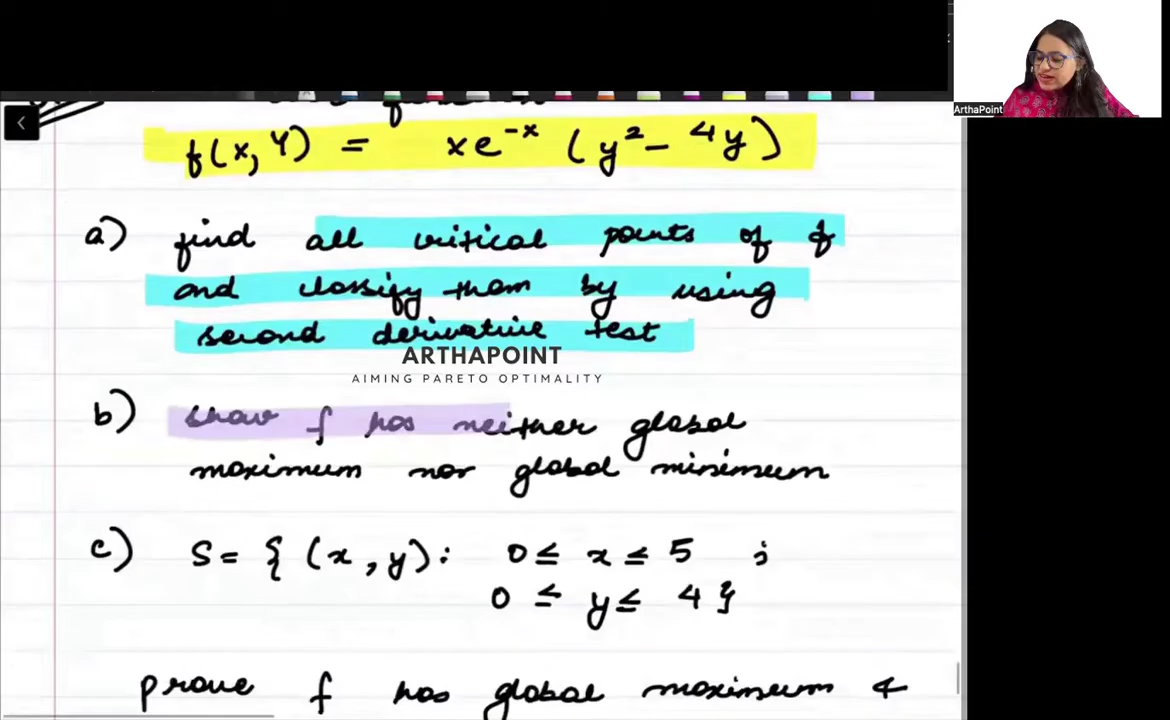 f(x, y) = xe^{-x} (y² - 4y)
a) find all critical points of f
and classify them by using
second derivative test
ARTHAPOINT
AIMING PARETO OPTIMALITY
b) show f has neither global
maximum nor global minimum
c) S = { (x, y): 0 ≤ x ≤ 5 ;
0 ≤ y ≤ 4 }
prove f has global maximum &
ArthaPoint